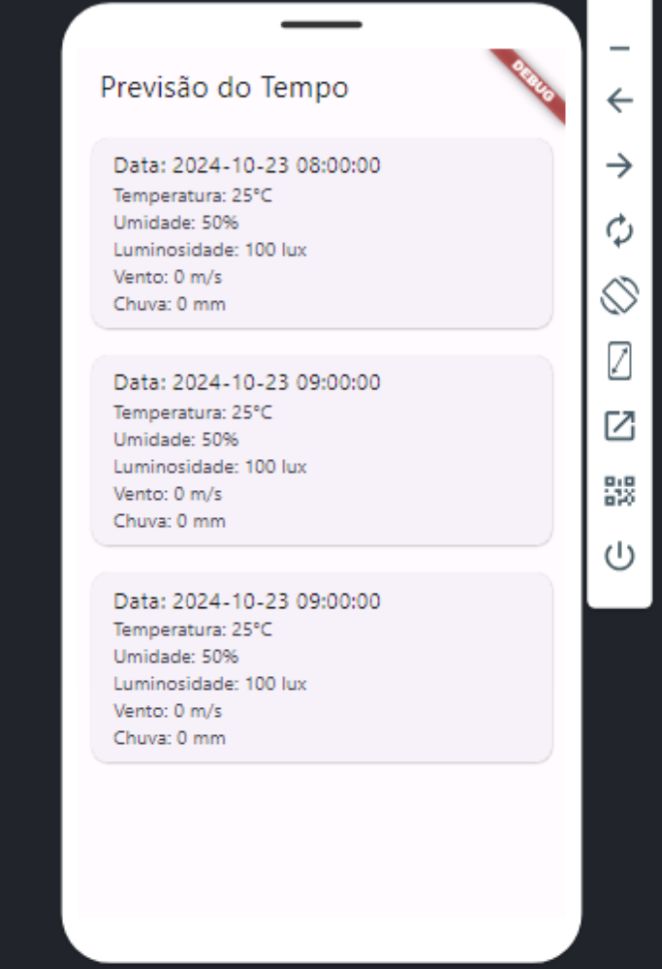 DEBUG
Previsão do Tempo
Data: 2024-10-23 08:00:00
Temperatura: 25°C
Umidade: 50%
Luminosidade: 100 lux
Vento: 0 m/s
Chuva: 0 mm
Data: 2024-10-23 09:00:00
Temperatura: 25°C
Umidade: 50%
Luminosidade: 100 lux
Vento: 0 m/s
Chuva: 0 mm
Data: 2024-10-23 09:00:00
Temperatura: 25°C
Umidade: 50%
Luminosidade: 100 lux
Vento: 0 m/s
Chuva: 0 mm